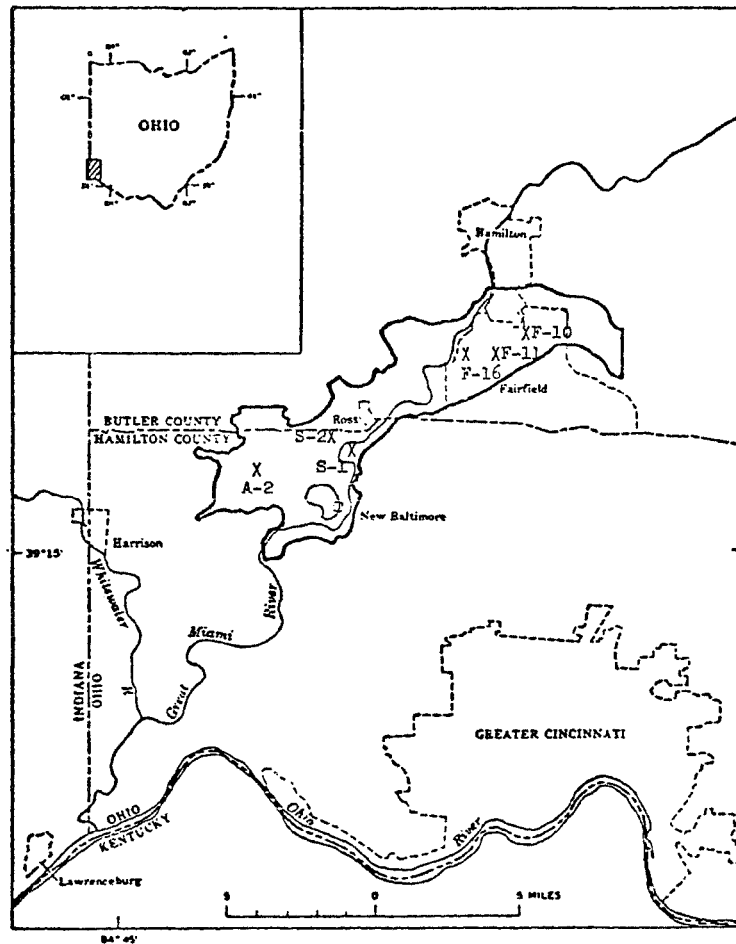 OHIO
Hamilton
XF-10
X XF-11
F-16
Fairfield
BUTLER COUNTY
HAMILTON COUNTY
Ross
S-2X
X
S-1
X
A-2
New Baltimore
39° 15'
Harrison
Whitewater
R
River
Miami
Great
INDIANA
OHIO
GREATER CINCINNATI
OHIO
KENTUCKY
Ohio
River
Lawrenceburg
5 0 5 MILES
84° 45'